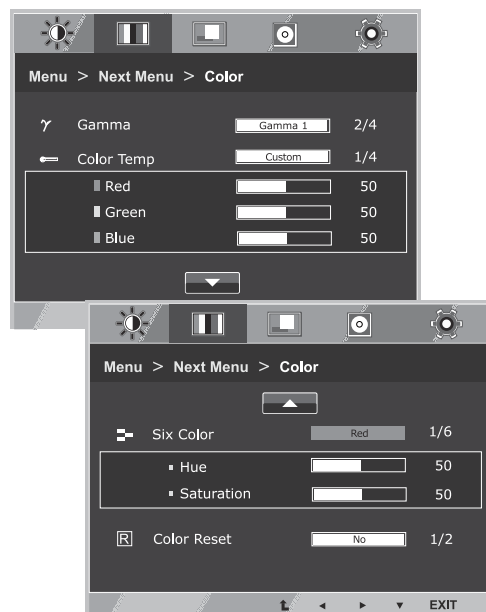 Menu > Next Menu > Color
γ Gamma Gamma 1 2/4
Color Temp Custom 1/4
Red 50
Green 50
Blue 50
Menu > Next Menu > Color
Six Color Red 1/6
Hue 50
Saturation 50
R Color Reset No 1/2
EXIT